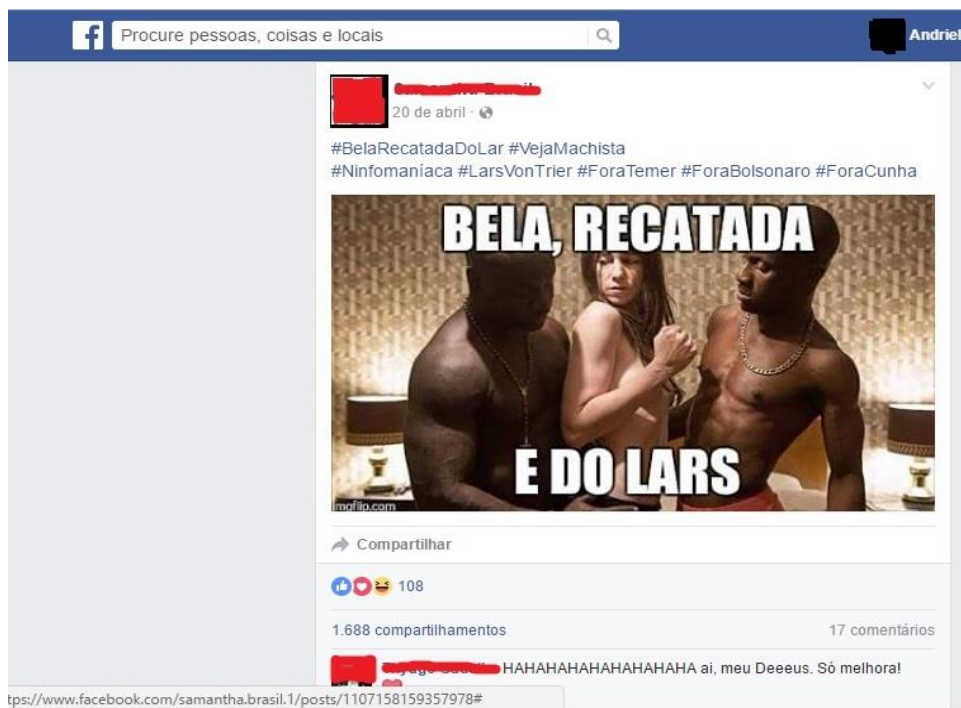 f Procure pessoas, coisas e locais
Andriel
20 de abril
#BelaRecatadaDoLar #VejaMachista
#Ninfomaníaca #LarsVonTrier #ForaTemer #ForaBolsonaro #ForaCunha
BELA, RECATADA
E DO LARS
imgflip.com
Compartilhar
108
1.688 compartilhamentos 17 comentários
HAHAHAHAHAHAHAHAHA ai, meu Deeeus. Só melhora!
tps://www.facebook.com/samantha.brasil.1/posts/1107158159357978#